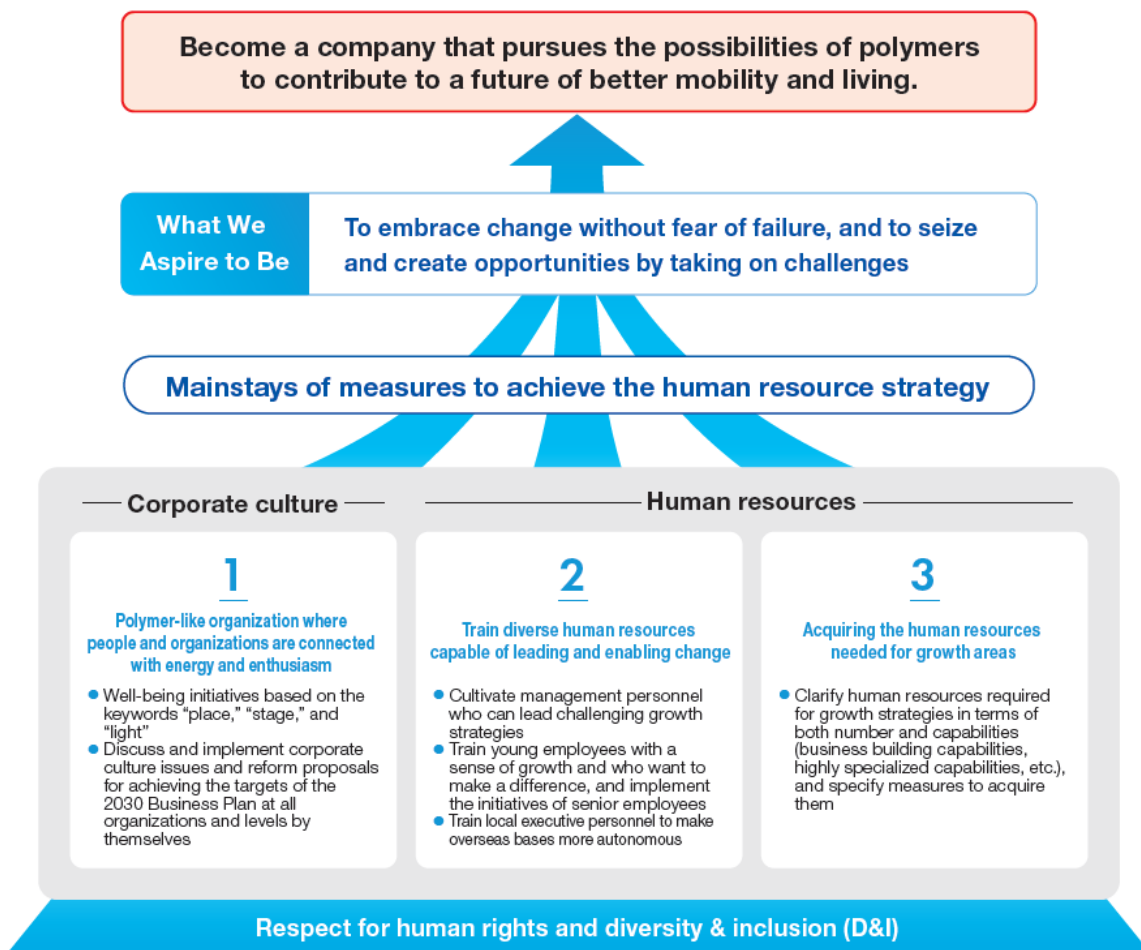 Become a company that pursues the possibilities of polymers
to contribute to a future of better mobility and living.
What We
Aspire to Be
To embrace change without fear of failure, and to seize
and create opportunities by taking on challenges
Mainstays of measures to achieve the human resource strategy
Corporate culture
Human resources
1
Polymer-like organization where
people and organizations are connected
with energy and enthusiasm
● Well-being initiatives based on the
keywords “place,” “stage,” and
“light”
● Discuss and implement corporate
culture issues and reform proposals
for achieving the targets of the
2030 Business Plan at all
organizations and levels by
themselves
2
Train diverse human resources
capable of leading and enabling change
● Cultivate management personnel
who can lead challenging growth
strategies
● Train young employees with a
sense of growth and who want to
make a difference, and implement
the initiatives of senior employees
● Train local executive personnel to make
overseas bases more autonomous
3
Acquiring the human resources
needed for growth areas
● Clarify human resources required
for growth strategies in terms of
both number and capabilities
(business building capabilities,
highly specialized capabilities, etc.),
and specify measures to acquire
them
Respect for human rights and diversity & inclusion (D&I)